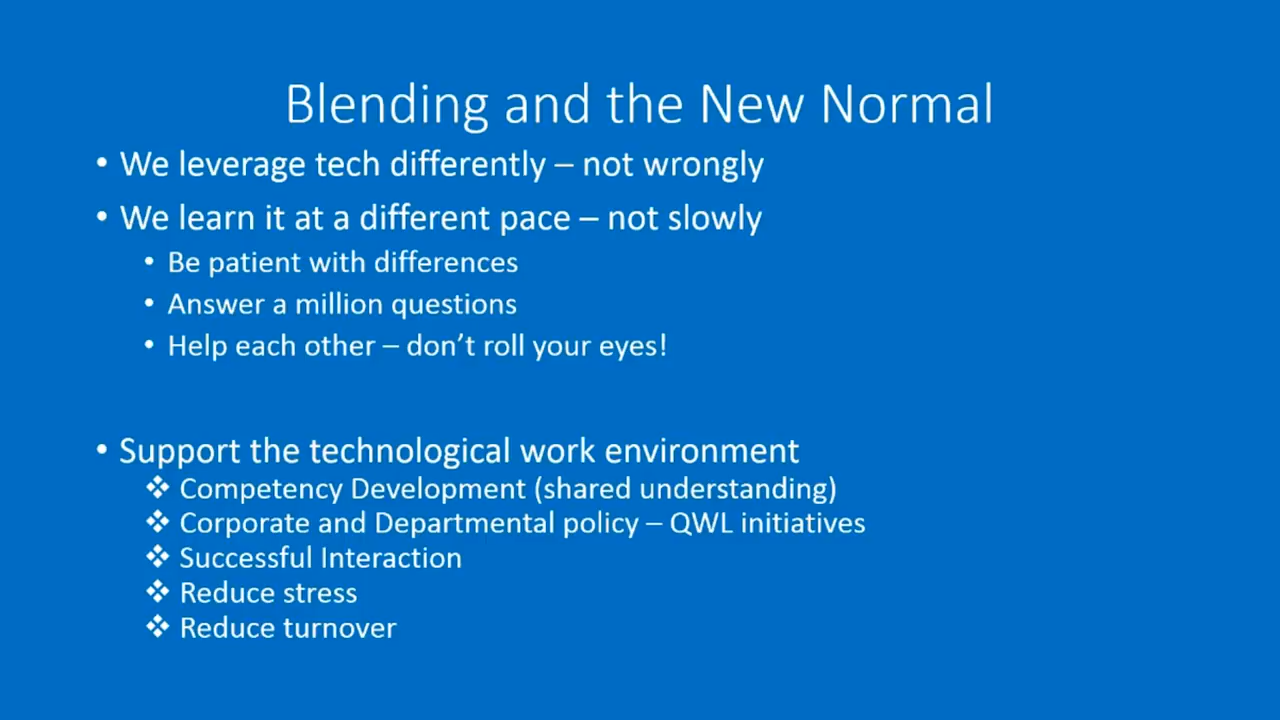 Blending and the New Normal
• We leverage tech differently – not wrongly
• We learn it at a different pace – not slowly
• Be patient with differences
• Answer a million questions
• Help each other – don’t roll your eyes!
• Support the technological work environment
❖ Competency Development (shared understanding)
❖ Corporate and Departmental policy – QWL initiatives
❖ Successful Interaction
❖ Reduce stress
❖ Reduce turnover